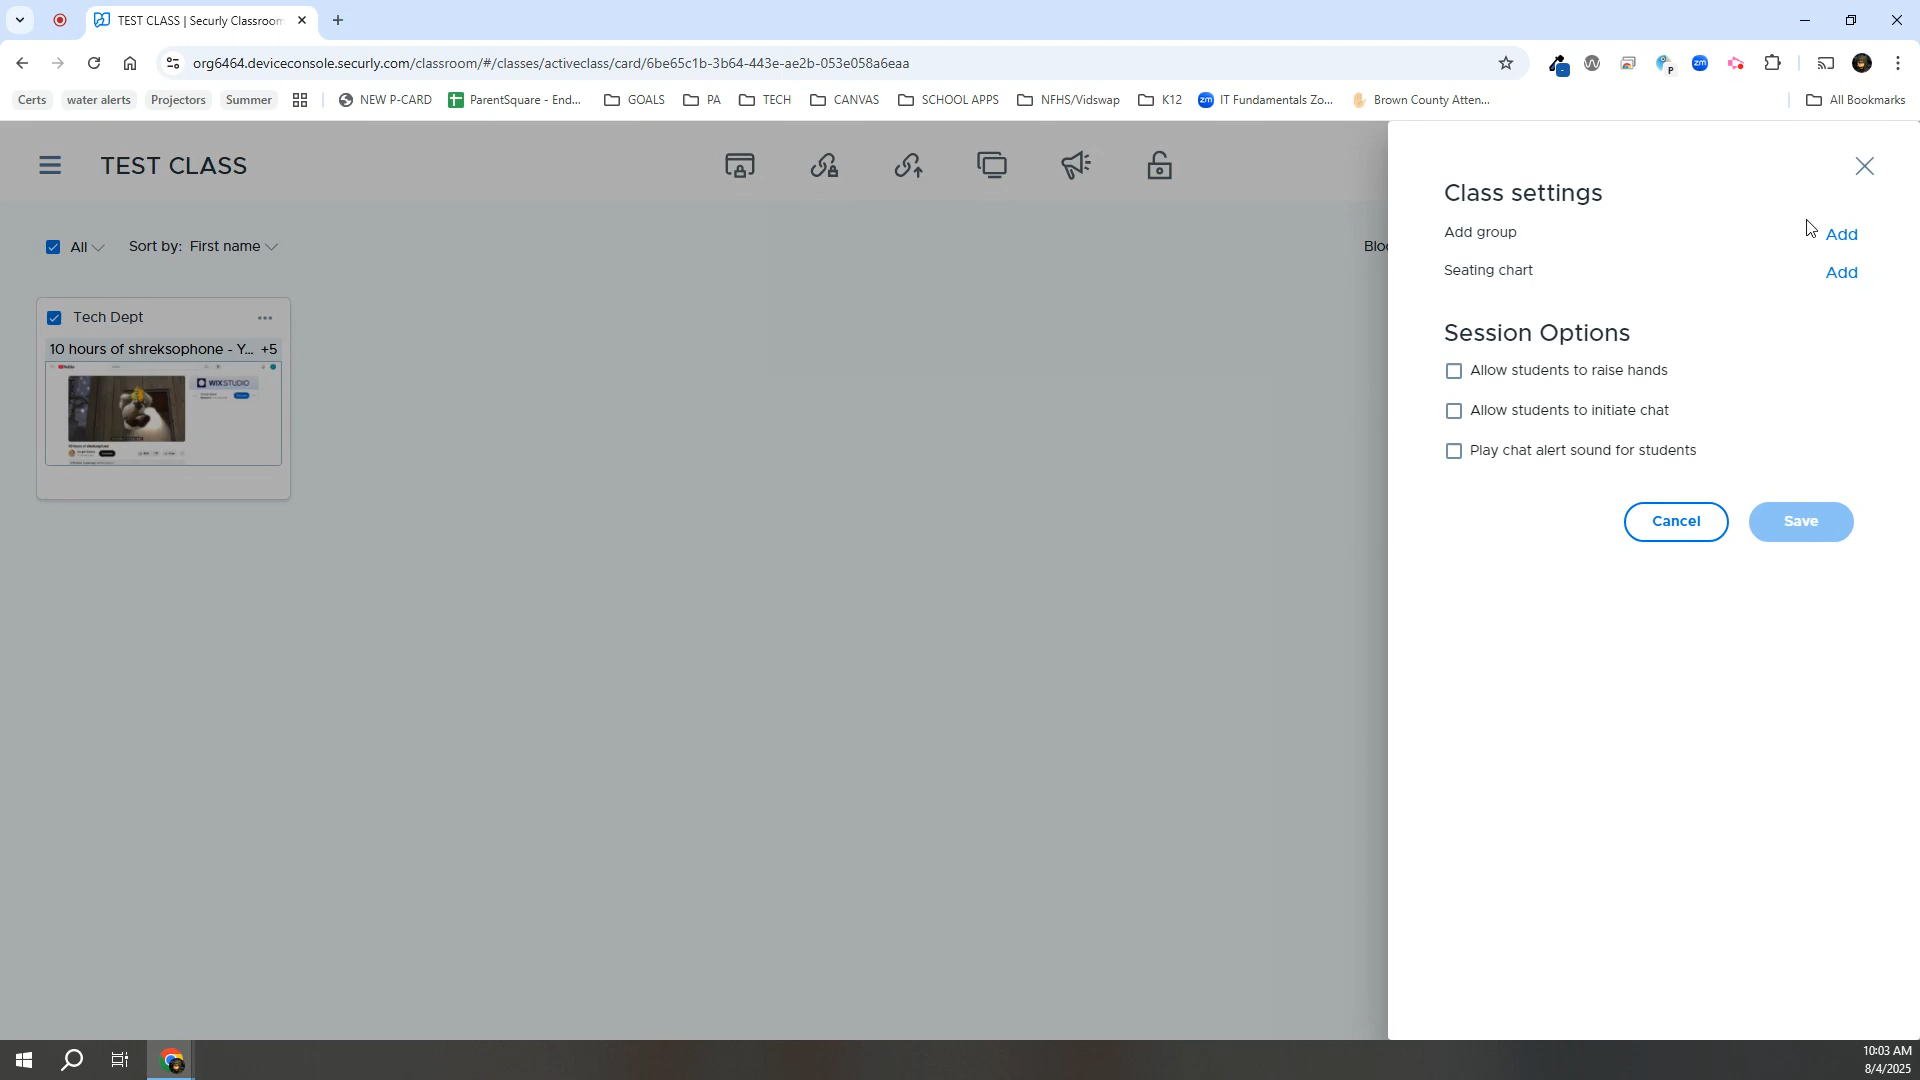 TEST CLASS | Securly Classroom
org6464.deviceconsole.securly.com/classroom/#/classes/activeclass/card/6be65c1b-3b64-443e-ae2b-053e058a6eaa
P
zm
Certs
water alerts
Projectors
Summer
NEW P-CARD
ParentSquare - End...
GOALS
PA
TECH
CANVAS
SCHOOL APPS
NFHS/Vidswap
K12
zm
IT Fundamentals Zo...
Brown County Atten...
All Bookmarks
TEST CLASS
All
Sort by: First name
Bloc
Tech Dept
10 hours of shreksophone - Y... +5
WIX STUDIO
Class settings
Add group
Add
Seating chart
Add
Session Options
Allow students to raise hands
Allow students to initiate chat
Play chat alert sound for students
Cancel
Save
10:03 AM
8/4/2025